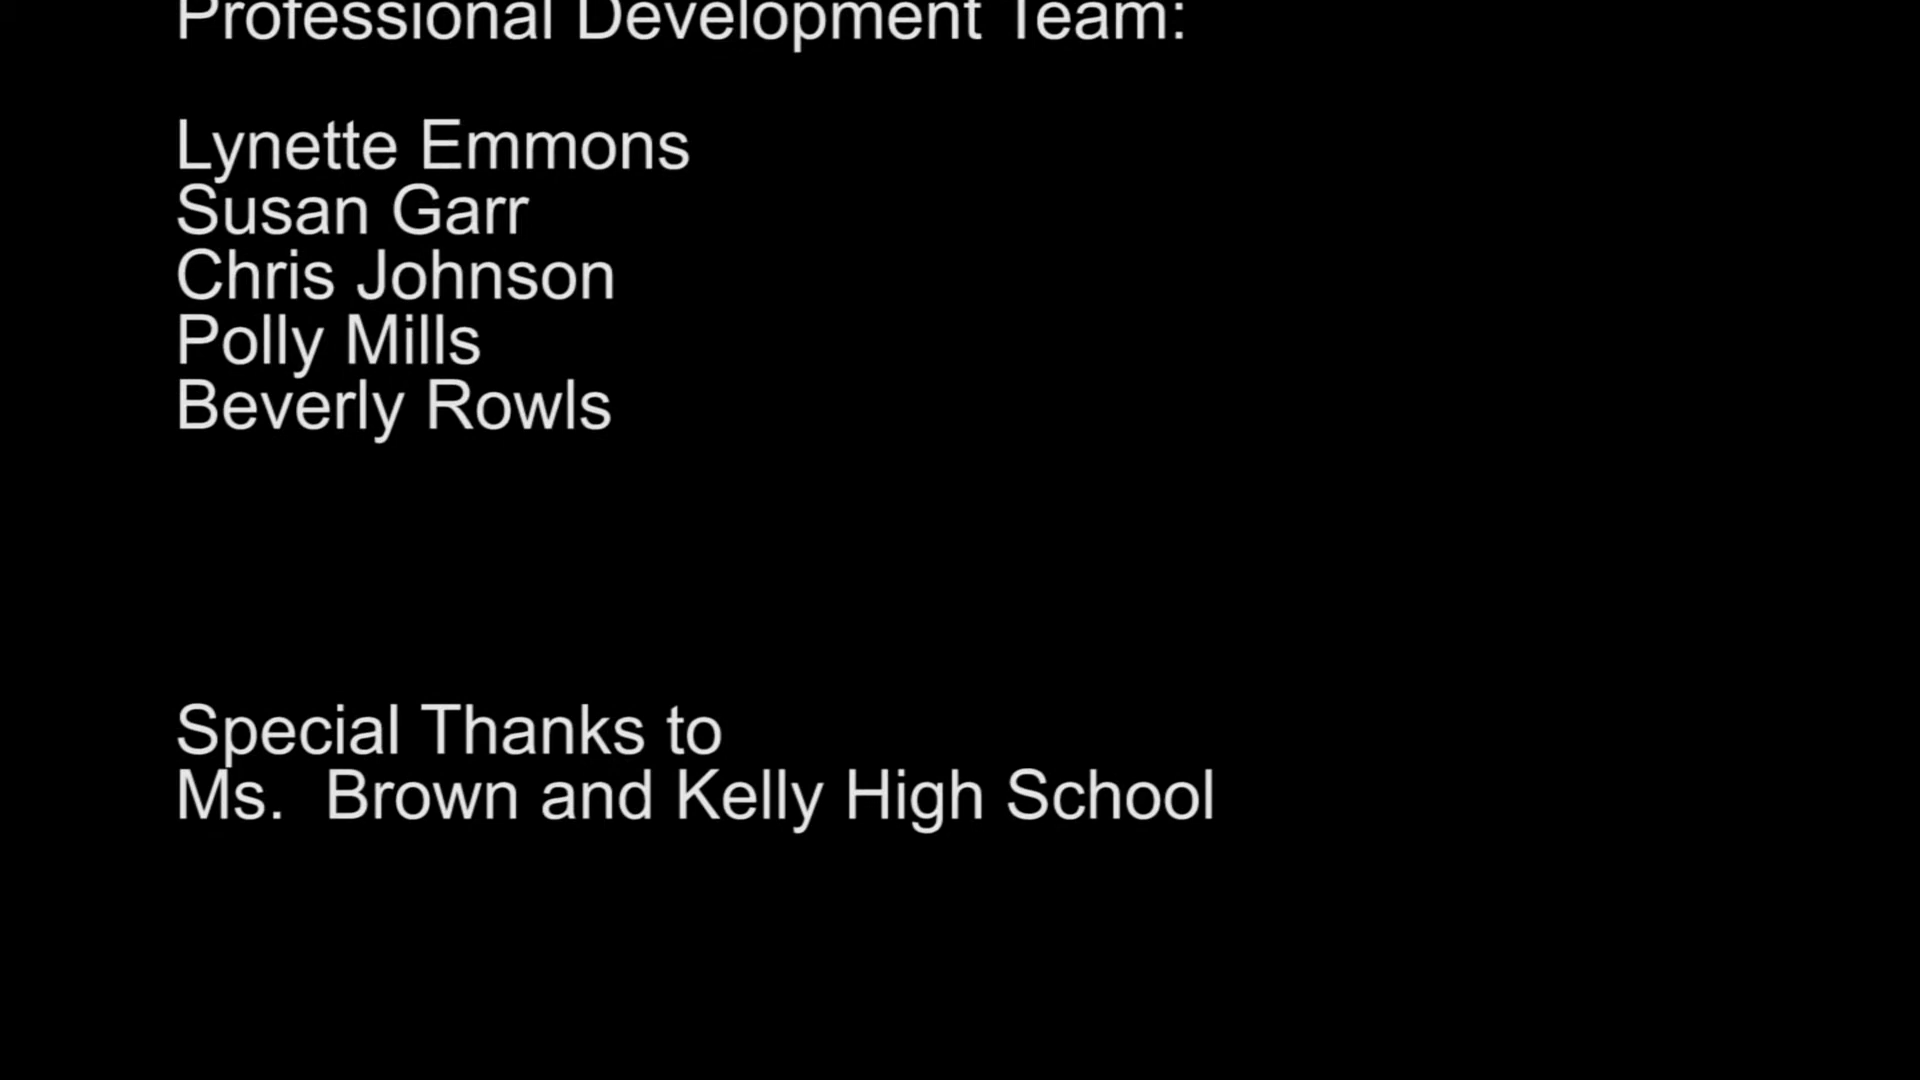 Professional Development Team:
Lynette Emmons
Susan Garr
Chris Johnson
Polly Mills
Beverly Rowls
Special Thanks to
Ms.  Brown and Kelly High School